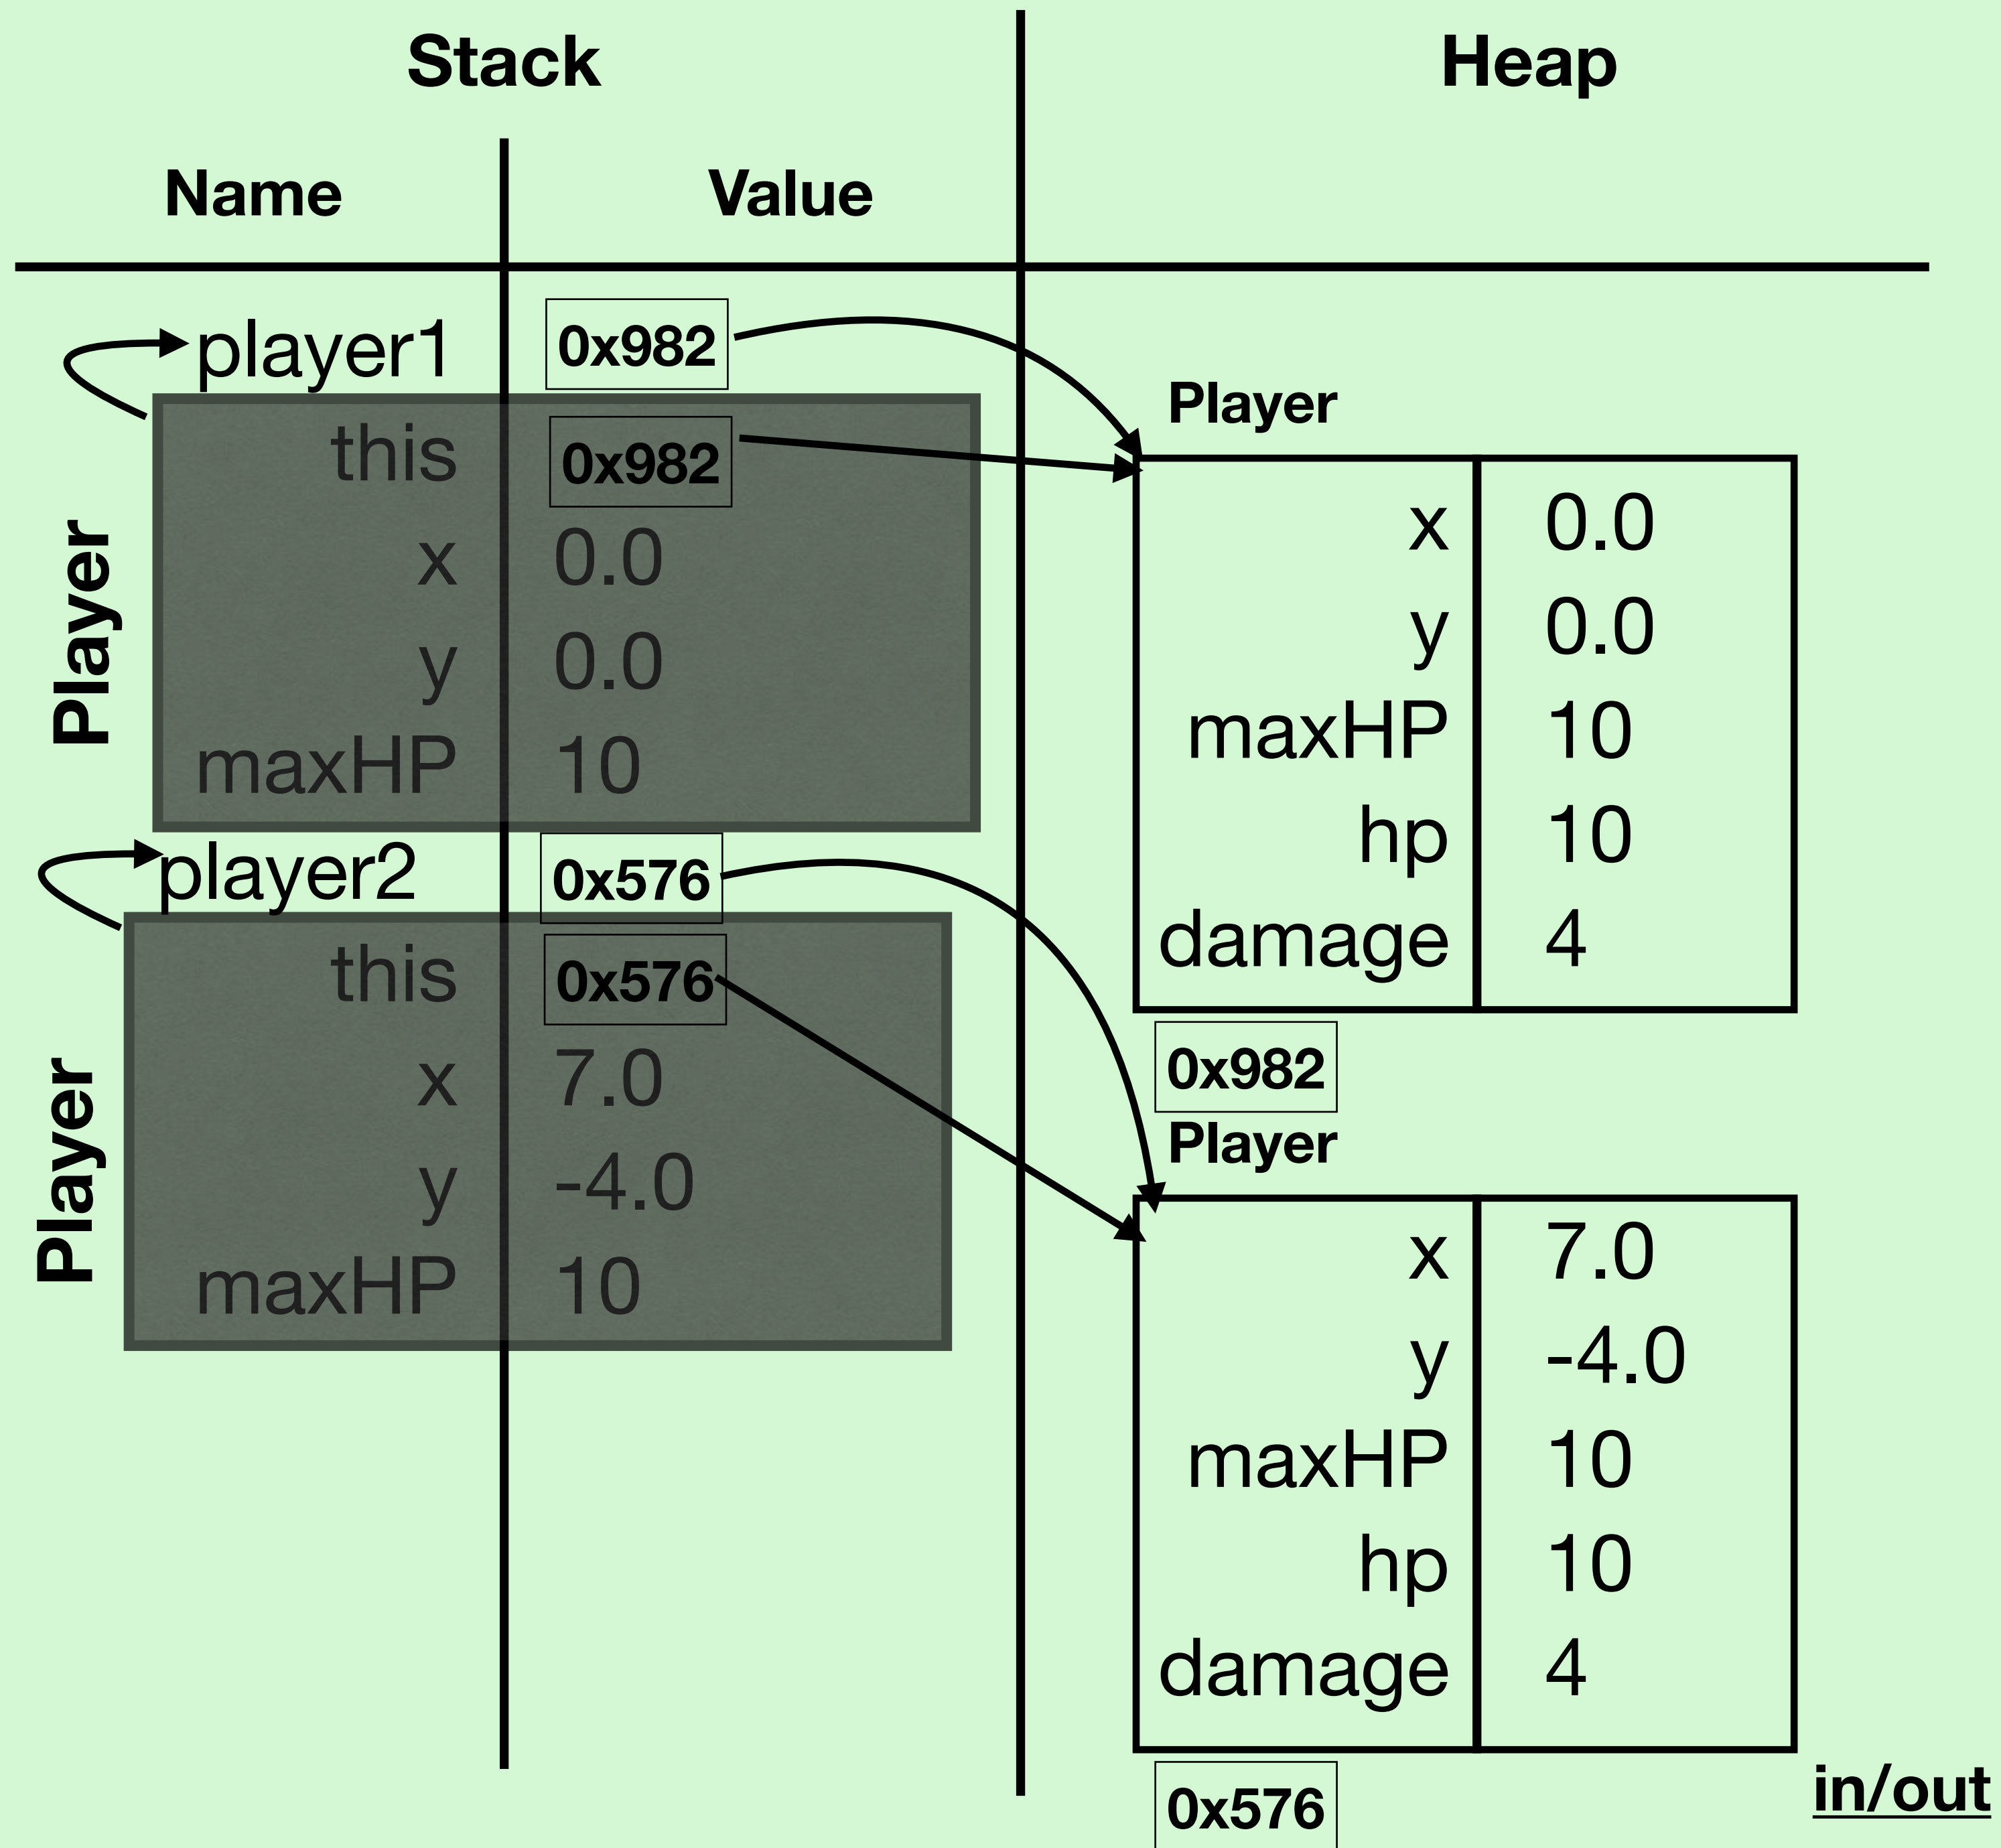 Stack
Heap
Name
Value
player1
0x982
Player
this
0x982
x
0.0
y
0.0
maxHP
10
player2
0x576
Player
this
0x576
x
7.0
y
-4.0
maxHP
10
Player
x
0.0
y
0.0
maxHP
10
hp
10
damage
4
0x982
Player
x
7.0
y
-4.0
maxHP
10
hp
10
damage
4
0x576
in/out